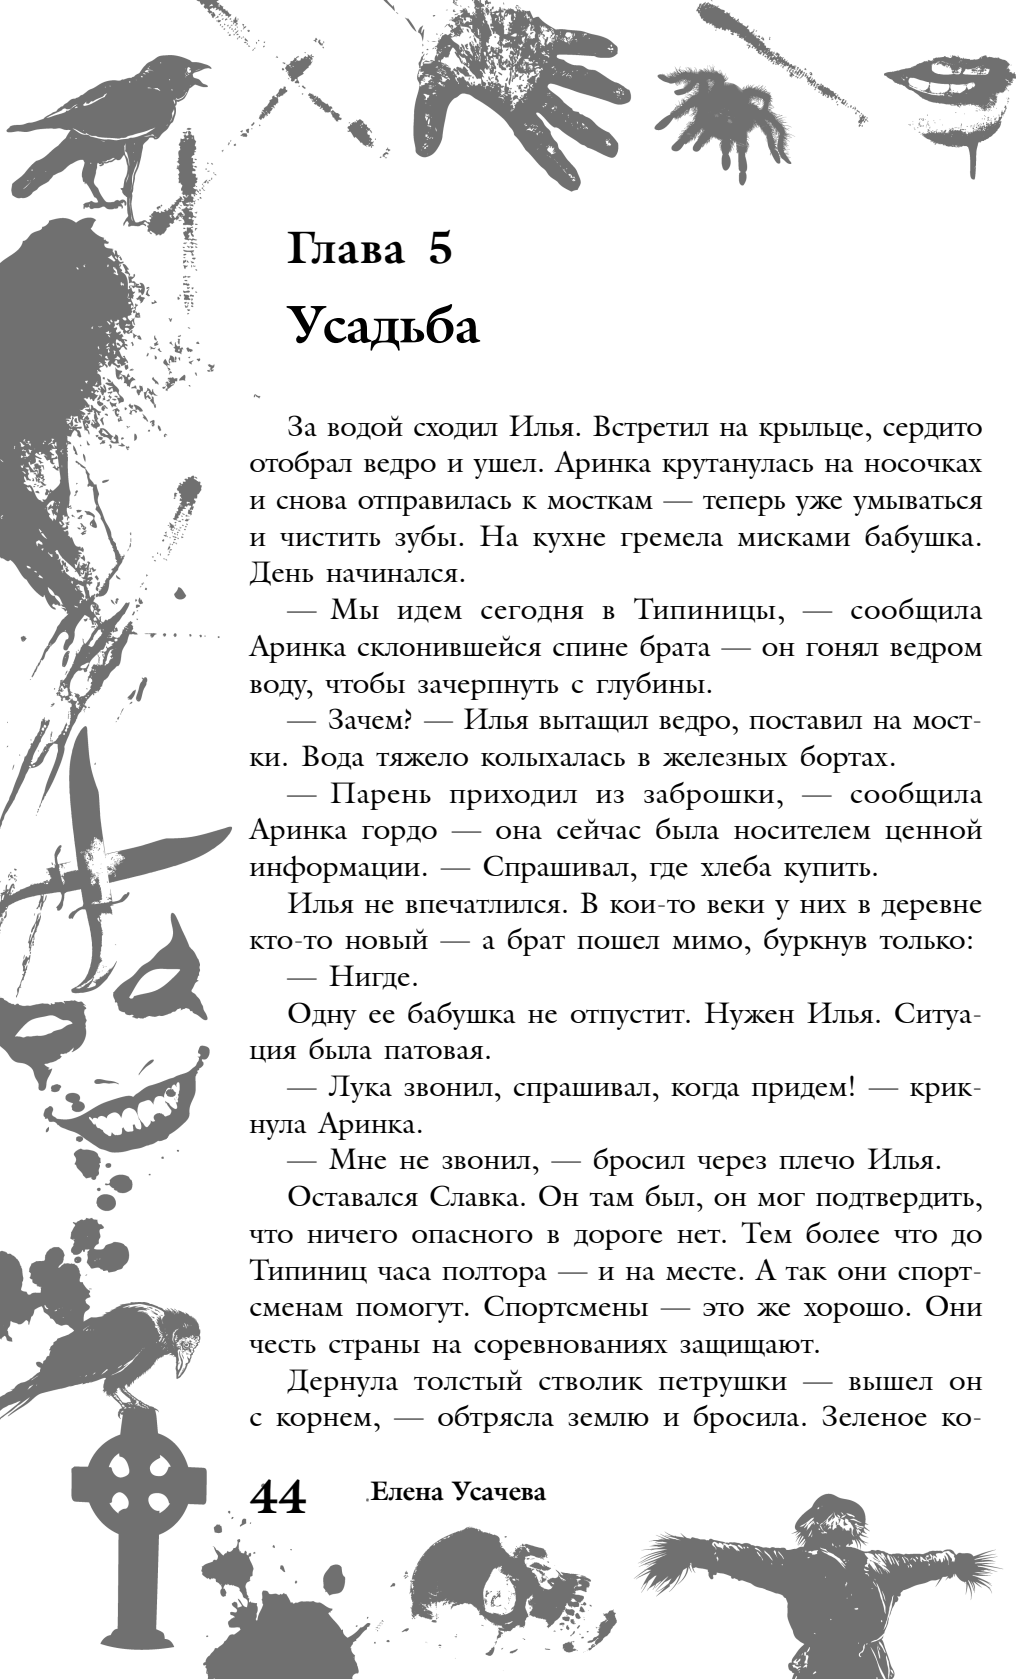 Глава 5
Усадьба
За водой сходил Илья. Встретил на крыльце, сердито
отобрал ведро и ушел. Аринка крутанулась на носочках
и снова отправилась к мосткам — теперь уже умываться
и чистить зубы. На кухне гремела мисками бабушка.
День начинался.
— Мы идем сегодня в Типиницы, — сообщила
Аринка склонившейся спине брата — он гонял ведром
воду, чтобы зачерпнуть с глубины.
— Зачем? — Илья вытащил ведро, поставил на мост-
ки. Вода тяжело колыхалась в железных бортах.
— Парень приходил из заброшки, — сообщила
Аринка гордо — она сейчас была носителем ценной
информации. — Спрашивал, где хлеба купить.
Илья не впечатлился. В кои-то веки у них в деревне
кто-то новый — а брат пошел мимо, буркнув только:
— Нигде.
Одну ее бабушка не отпустит. Нужен Илья. Ситуа-
ция была патовая.
— Лука звонил, спрашивал, когда придем! — крик-
нула Аринка.
— Мне не звонил, — бросил через плечо Илья.
Оставался Славка. Он там был, он мог подтвердить,
что ничего опасного в дороге нет. Тем более что до
Типиниц часа полтора — и на месте. А так они спорт-
сменам помогут. Спортсмены — это же хорошо. Они
честь страны на соревнованиях защищают.
Дернула толстый стволик петрушки — вышел он
с корнем, — обтрясла землю и бросила. Зеленое ко-
44 Елена Усачева